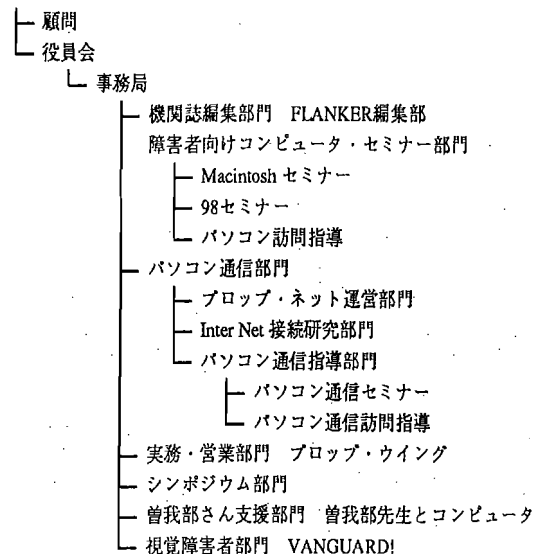 顧問
役員会
事務局
機関誌編集部門 FLANKER編集部
障害者向けコンピュータ・セミナー部門
Macintosh セミナー
98セミナー
パソコン訪問指導
パソコン通信部門
プロップ・ネット運営部門
Inter Net 接続研究部門
パソコン通信指導部門
パソコン通信セミナー
パソコン通信訪問指導
実務・営業部門 プロップ・ウイング
シンポジウム部門
曽我部さん支援部門 曽我部先生とコンピュータ
視覚障害者部門 VANGUARD!